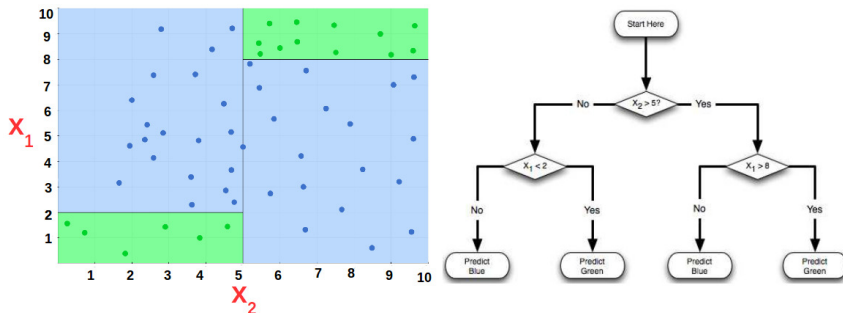 10
9
8
7
6
5
4
3
2
1
X1
1 2 3 4 5 6 7 8 9 10
X2
Start Here
X2 > 5?
No
Yes
X1 < 2
X1 > 8
No
Yes
No
Yes
Predict
Blue
Predict
Green
Predict
Blue
Predict
Green